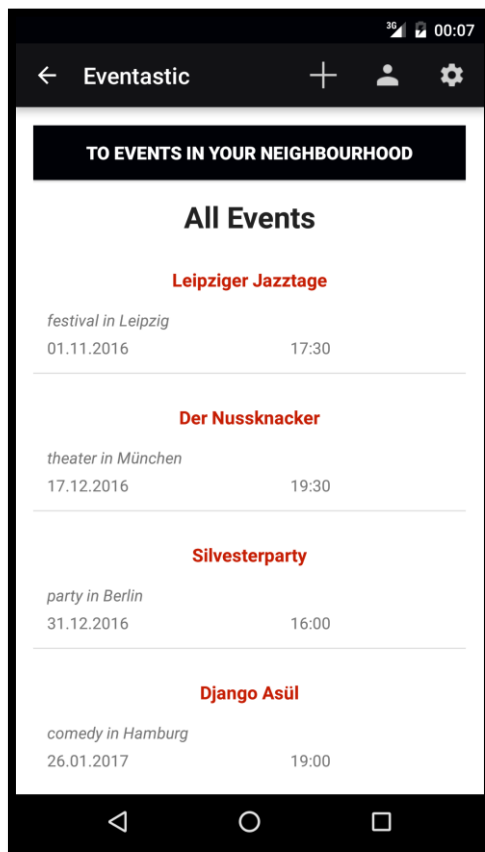 3G 00:07
Eventastic
TO EVENTS IN YOUR NEIGHBOURHOOD
All Events
Leipziger Jazztage
festival in Leipzig
01.11.2016 17:30
Der Nussknacker
theater in München
17.12.2016 19:30
Silvesterparty
party in Berlin
31.12.2016 16:00
Django Asül
comedy in Hamburg
26.01.2017 19:00